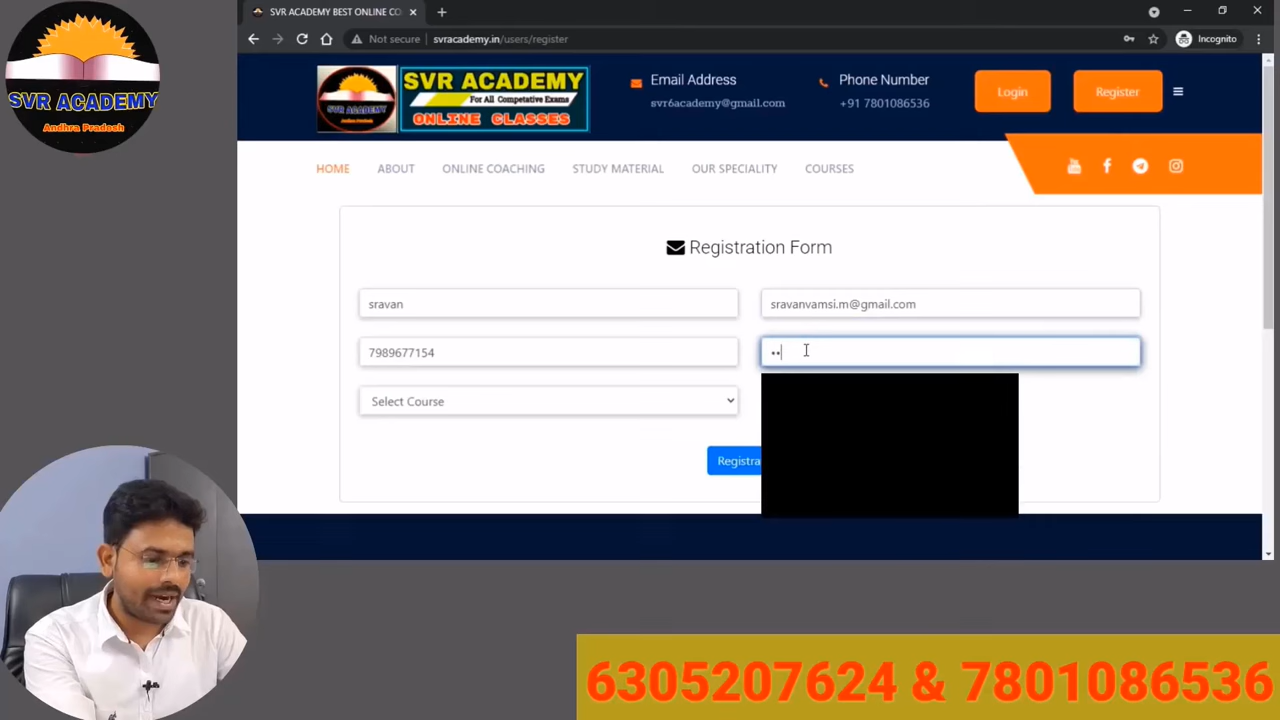 SVR ACADEMY
Andhra Pradesh
SVR ACADEMY BEST ONLINE CO
Not secure svracademy.in/users/register
Incognito
SVR ACADEMY
For All Competative Exams
ONLINE CLASSES
Email Address
svr6academy@gmail.com
Phone Number
+91 7801086536
Login
Register
HOME ABOUT ONLINE COACHING STUDY MATERIAL OUR SPECIALITY COURSES
Registration Form
sravan
sravanvamsi.m@gmail.com
7989677154
••
Select Course
Registra
6305207624 & 7801086536